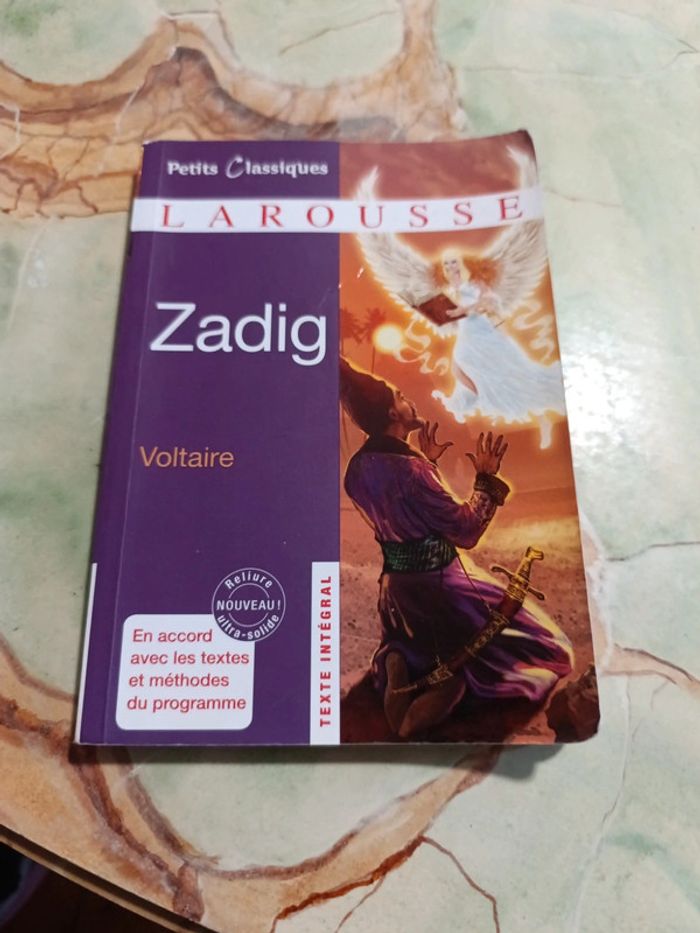 Petits Classiques
LAROUSSE
Zadig
Voltaire
Reliure
NOUVEAU !
ultra-solide
En accord
avec les textes
et méthodes
du programme
TEXTE INTÉGRAL